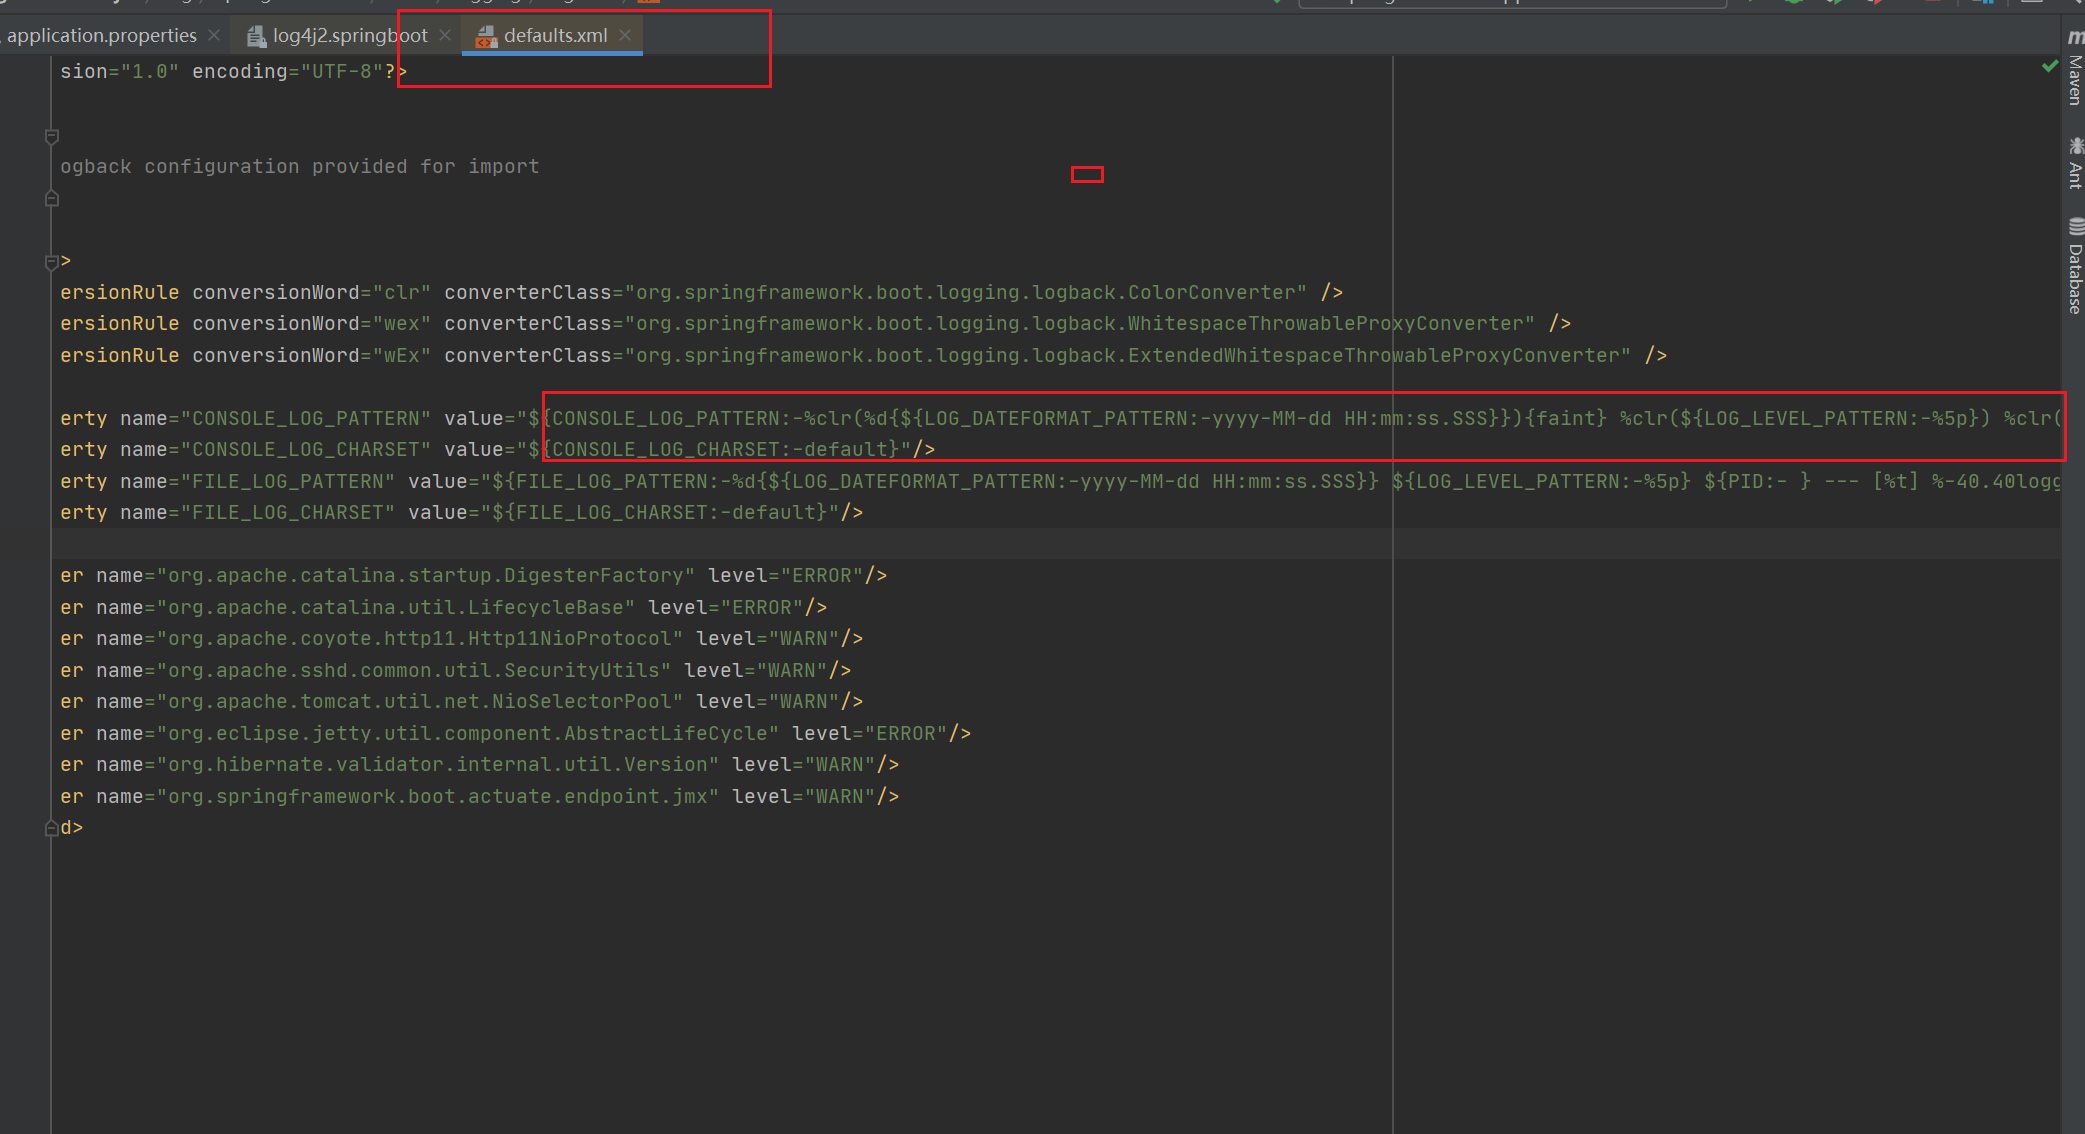 application.properties log4j2.springboot defaults.xml
sion="1.0" encoding="UTF-8"?>
ogback configuration provided for import
>
ersionRule conversionWord="clr" converterClass="org.springframework.boot.logging.logback.ColorConverter" />
ersionRule conversionWord="wex" converterClass="org.springframework.boot.logging.logback.WhitespaceThrowableProxyConverter" />
ersionRule conversionWord="wEx" converterClass="org.springframework.boot.logging.logback.ExtendedWhitespaceThrowableProxyConverter" />
erty name="CONSOLE_LOG_PATTERN" value="${CONSOLE_LOG_PATTERN:-%clr(%d{${LOG_DATEFORMAT_PATTERN:-yyyy-MM-dd HH:mm:ss.SSS}}){faint} %clr(${LOG_LEVEL_PATTERN:-%5p}) %clr(
erty name="CONSOLE_LOG_CHARSET" value="${CONSOLE_LOG_CHARSET:-default}"/>
erty name="FILE_LOG_PATTERN" value="${FILE_LOG_PATTERN:-%d{${LOG_DATEFORMAT_PATTERN:-yyyy-MM-dd HH:mm:ss.SSS}} ${LOG_LEVEL_PATTERN:-%5p} ${PID:- } --- [%t] %-40.40logg
erty name="FILE_LOG_CHARSET" value="${FILE_LOG_CHARSET:-default}"/>
er name="org.apache.catalina.startup.DigesterFactory" level="ERROR"/>
er name="org.apache.catalina.util.LifecycleBase" level="ERROR"/>
er name="org.apache.coyote.http11.Http11NioProtocol" level="WARN"/>
er name="org.apache.sshd.common.util.SecurityUtils" level="WARN"/>
er name="org.apache.tomcat.util.net.NioSelectorPool" level="WARN"/>
er name="org.eclipse.jetty.util.component.AbstractLifeCycle" level="ERROR"/>
er name="org.hibernate.validator.internal.util.Version" level="WARN"/>
er name="org.springframework.boot.actuate.endpoint.jmx" level="WARN"/>
d>
m Maven
Ant
Database